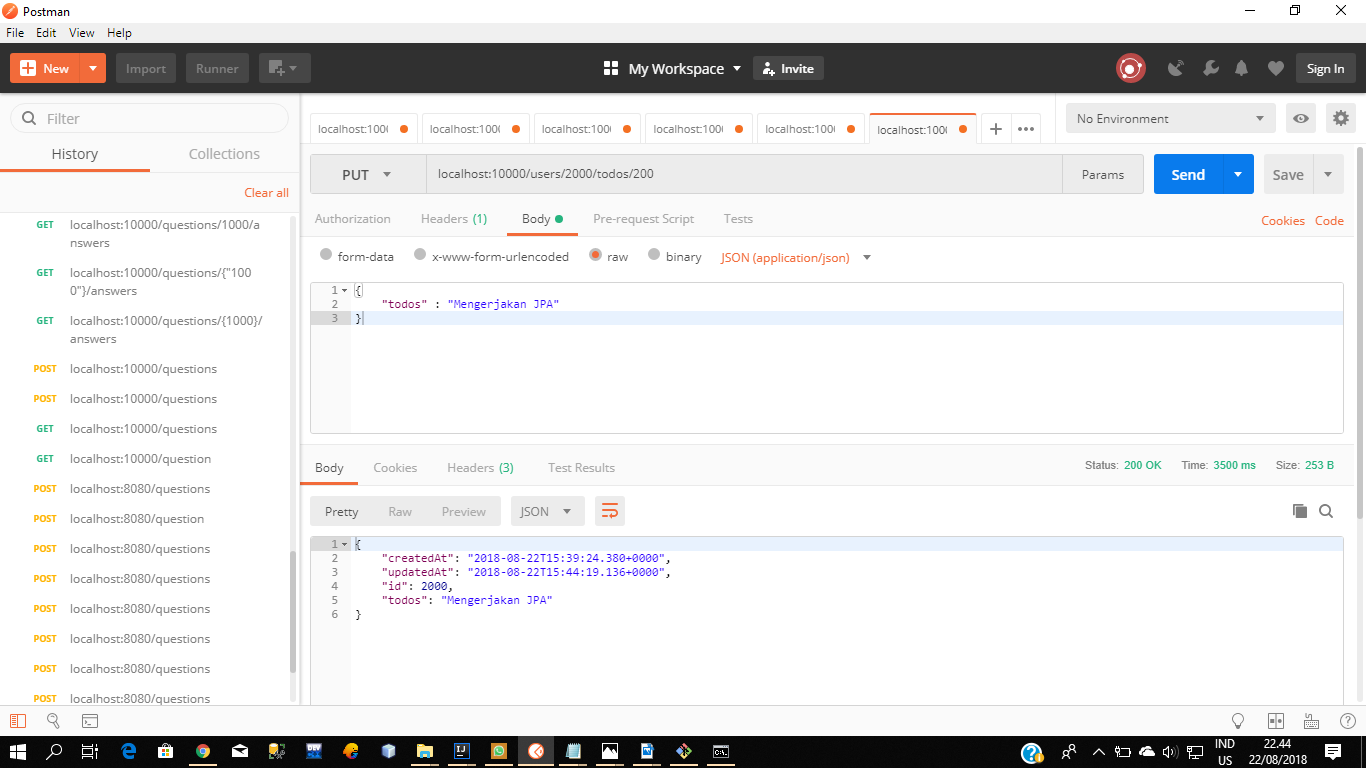 Postman
File Edit View Help
New Import Runner My Workspace Invite Sign In
Filter
History Collections
Clear all
GET localhost:10000/questions/1000/a
nswers
GET localhost:10000/questions/{"100
0"}/answers
GET localhost:10000/questions/{1000}/
answers
POST localhost:10000/questions
POST localhost:10000/questions
GET localhost:10000/questions
GET localhost:10000/question
POST localhost:8080/questions
POST localhost:8080/question
POST localhost:8080/questions
POST localhost:8080/questions
POST localhost:8080/questions
POST localhost:8080/questions
POST localhost:8080/questions
POST localhost:8080/questions
localhost:100 localhost:100 localhost:100 localhost:100 localhost:100 localhost:100
No Environment
PUT localhost:10000/users/2000/todos/200 Params Send Save
Authorization Headers (1) Body Pre-request Script Tests Cookies Code
form-data x-www-form-urlencoded raw binary JSON (application/json)
1 {
2 "todos" : "Mengerjakan JPA"
3 }
Body Cookies Headers (3) Test Results Status: 200 OK Time: 3500 ms Size: 253 B
Pretty Raw Preview JSON
1 {
2 "createdAt": "2018-08-22T15:39:24.380+0000",
3 "updatedAt": "2018-08-22T15:44:19.136+0000",
4 "id": 2000,
5 "todos": "Mengerjakan JPA"
6 }
IND 22.44
US 22/08/2018